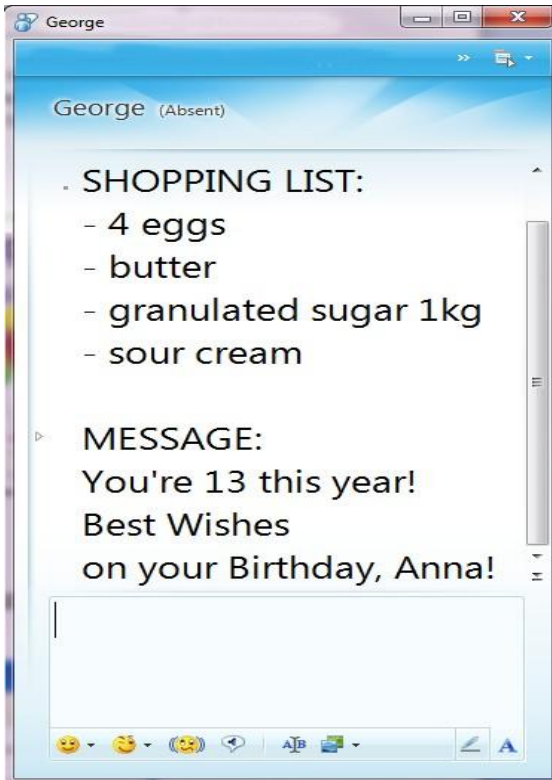 George
George (Absent)
SHOPPING LIST:
- 4 eggs
- butter
- granulated sugar 1kg
- sour cream
MESSAGE:
You're 13 this year!
Best Wishes
on your Birthday, Anna!